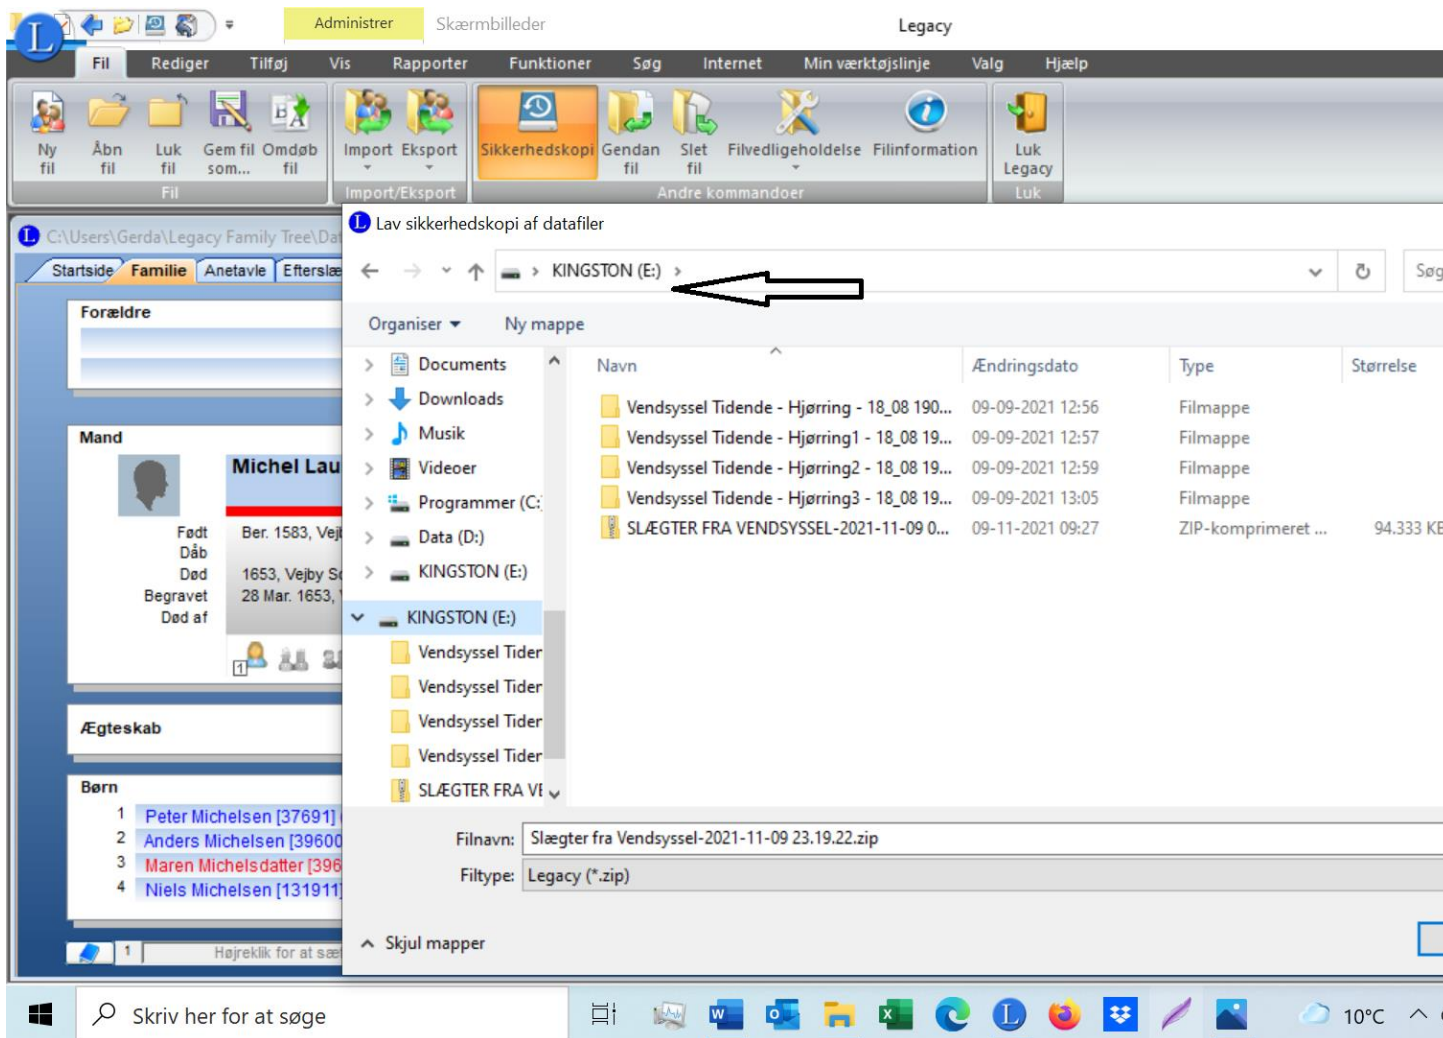 Administrer Skærmbilleder Legacy
Fil Rediger Tilføj Vis Rapporter Funktioner Søg Internet Min værktøjslinje Valg Hjælp
Ny fil Åbn fil Luk fil Gem fil som... Omdøb fil Import Eksport Sikkerhedskopi Gendan fil Slet fil Filvedligeholdelse Filinformation Luk Legacy
Fil Import/Eksport Andre kommandoer Luk
C:\Users\Gerda\Legacy Family Tree\Dat
Startside Familie Anetavle Efterslæ
Forældre
Mand
Michel Lau
Født Ber. 1583, Vejb
Dåb
Død 1653, Vejby So
Begravet 28 Mar. 1653,
Død af
1
Ægteskab
Børn
1 Peter Michelsen [37691]
2 Anders Michelsen [39600
3 Maren Michelsdatter [396
4 Niels Michelsen [131911]
1 Højreklik for at sæt
Lav sikkerhedskopi af datafiler
KINGSTON (E:) Søg
Organiser Ny mappe
Documents
Downloads
Musik
Videoer
Programmer (C:
Data (D:)
KINGSTON (E:)
KINGSTON (E:)
Vendsyssel Tider
Vendsyssel Tider
Vendsyssel Tider
Vendsyssel Tider
SLÆGTER FRA VE
Navn Ændringsdato Type Størrelse
Vendsyssel Tidende - Hjørring - 18_08 190... 09-09-2021 12:56 Filmappe
Vendsyssel Tidende - Hjørring1 - 18_08 19... 09-09-2021 12:57 Filmappe
Vendsyssel Tidende - Hjørring2 - 18_08 19... 09-09-2021 12:59 Filmappe
Vendsyssel Tidende - Hjørring3 - 18_08 19... 09-09-2021 13:05 Filmappe
SLÆGTER FRA VENDSYSSEL-2021-11-09 0... 09-11-2021 09:27 ZIP-komprimeret ... 94.333 KB
Filnavn: Slægter fra Vendsyssel-2021-11-09 23.19.22.zip
Filtype: Legacy (*.zip)
Skjul mapper
Skriv her for at søge 10°C